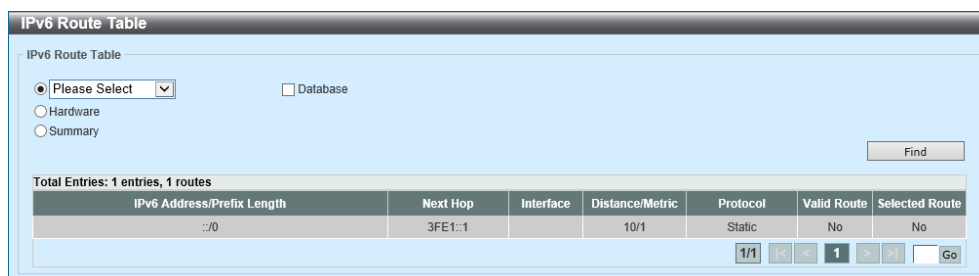 IPv6 Route Table
IPv6 Route Table
Please Select Database
Hardware
Summary
Find
Total Entries: 1 entries, 1 routes
IPv6 Address/Prefix Length Next Hop Interface Distance/Metric Protocol Valid Route Selected Route
::/0 3FE1::1 10/1 Static No No
1/1 |< < 1 > >| Go